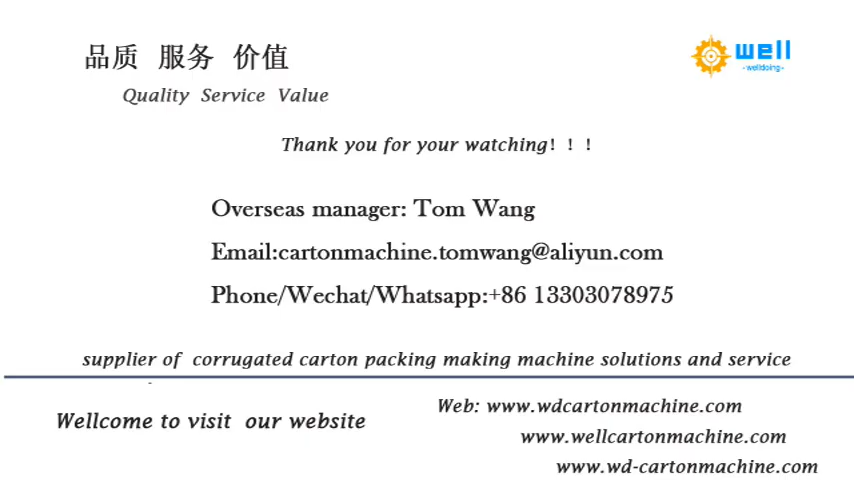 品质 服务 价值
well
-welldoing-
Quality Service Value
Thank you for your watching！！！
Overseas manager: Tom Wang
Email:cartonmachine.tomwang@aliyun.com
Phone/Wechat/Whatsapp:+86 13303078975
supplier of corrugated carton packing making machine solutions and service
Wellcome to visit our website
Web: www.wdcartonmachine.com
www.wellcartonmachine.com
www.wd-cartonmachine.com